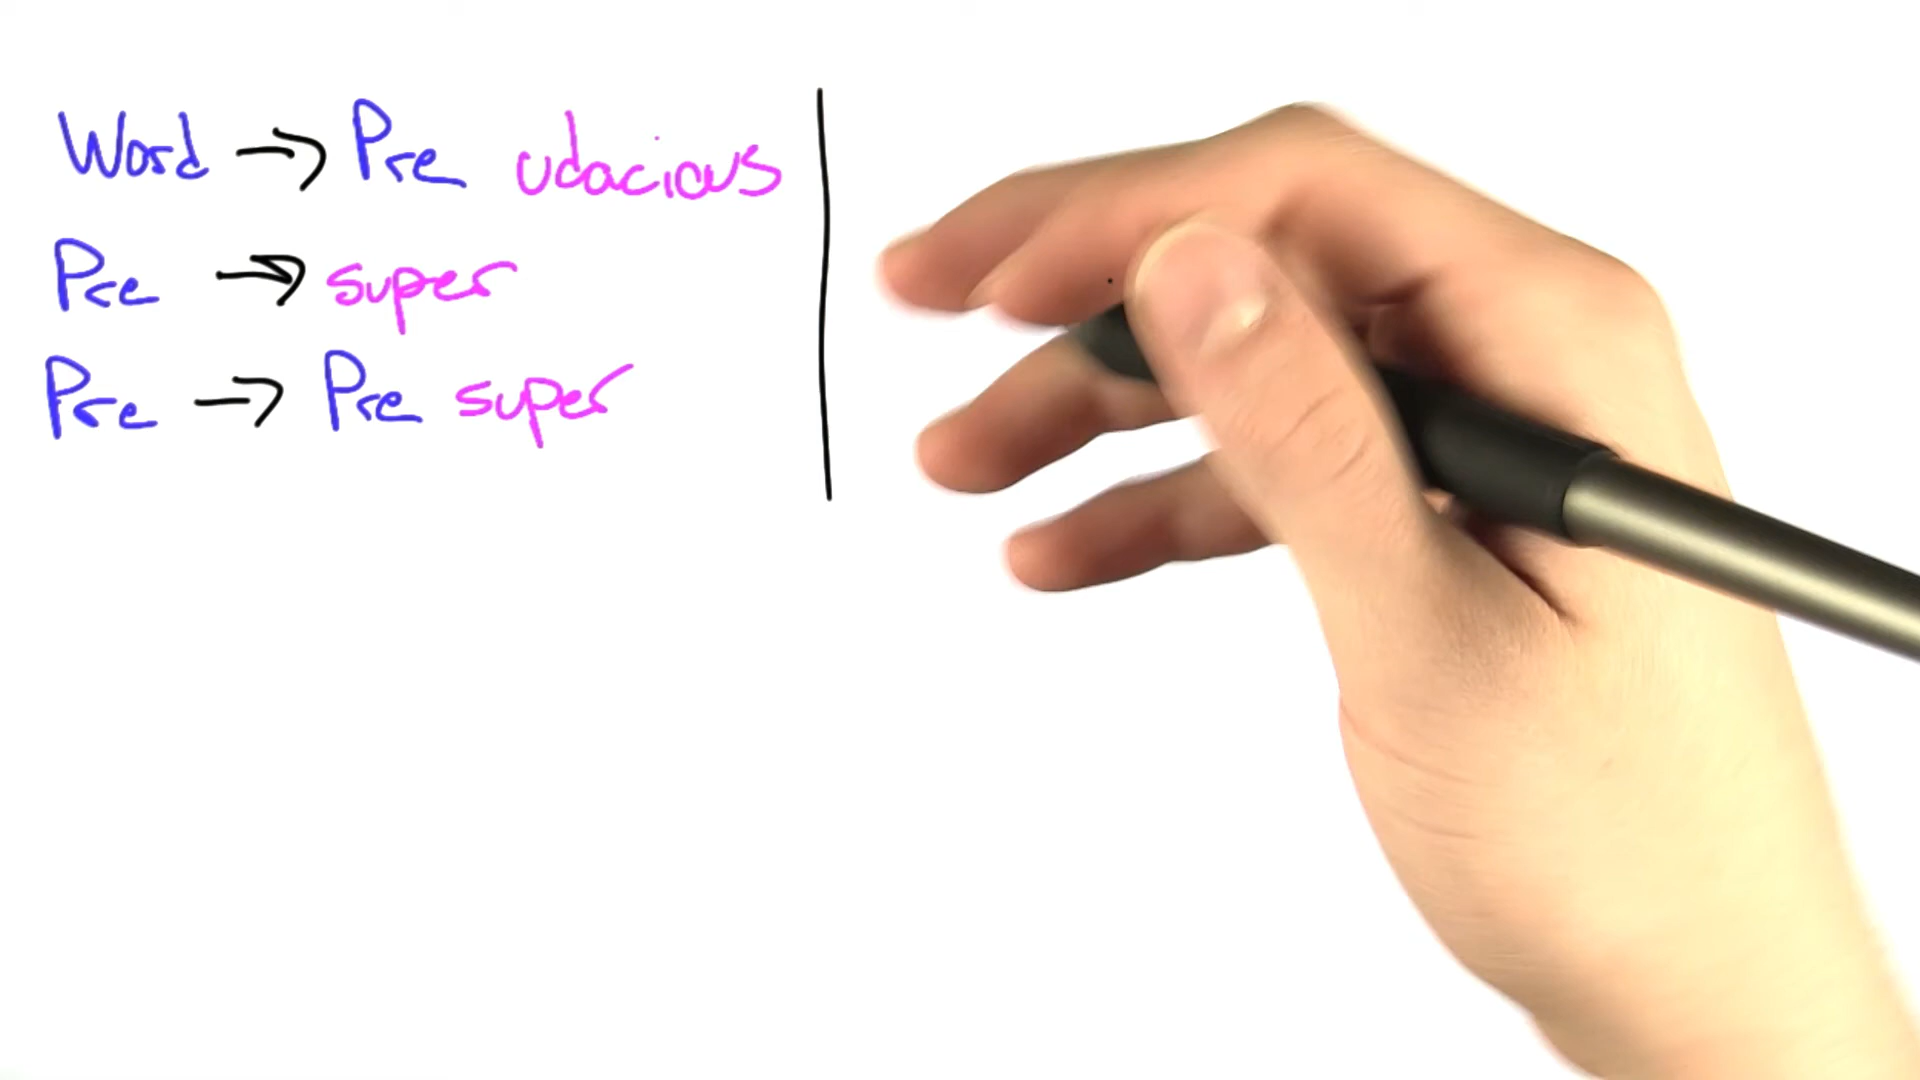 Word → Pre udacious
Pre → super
Pre → Pre super